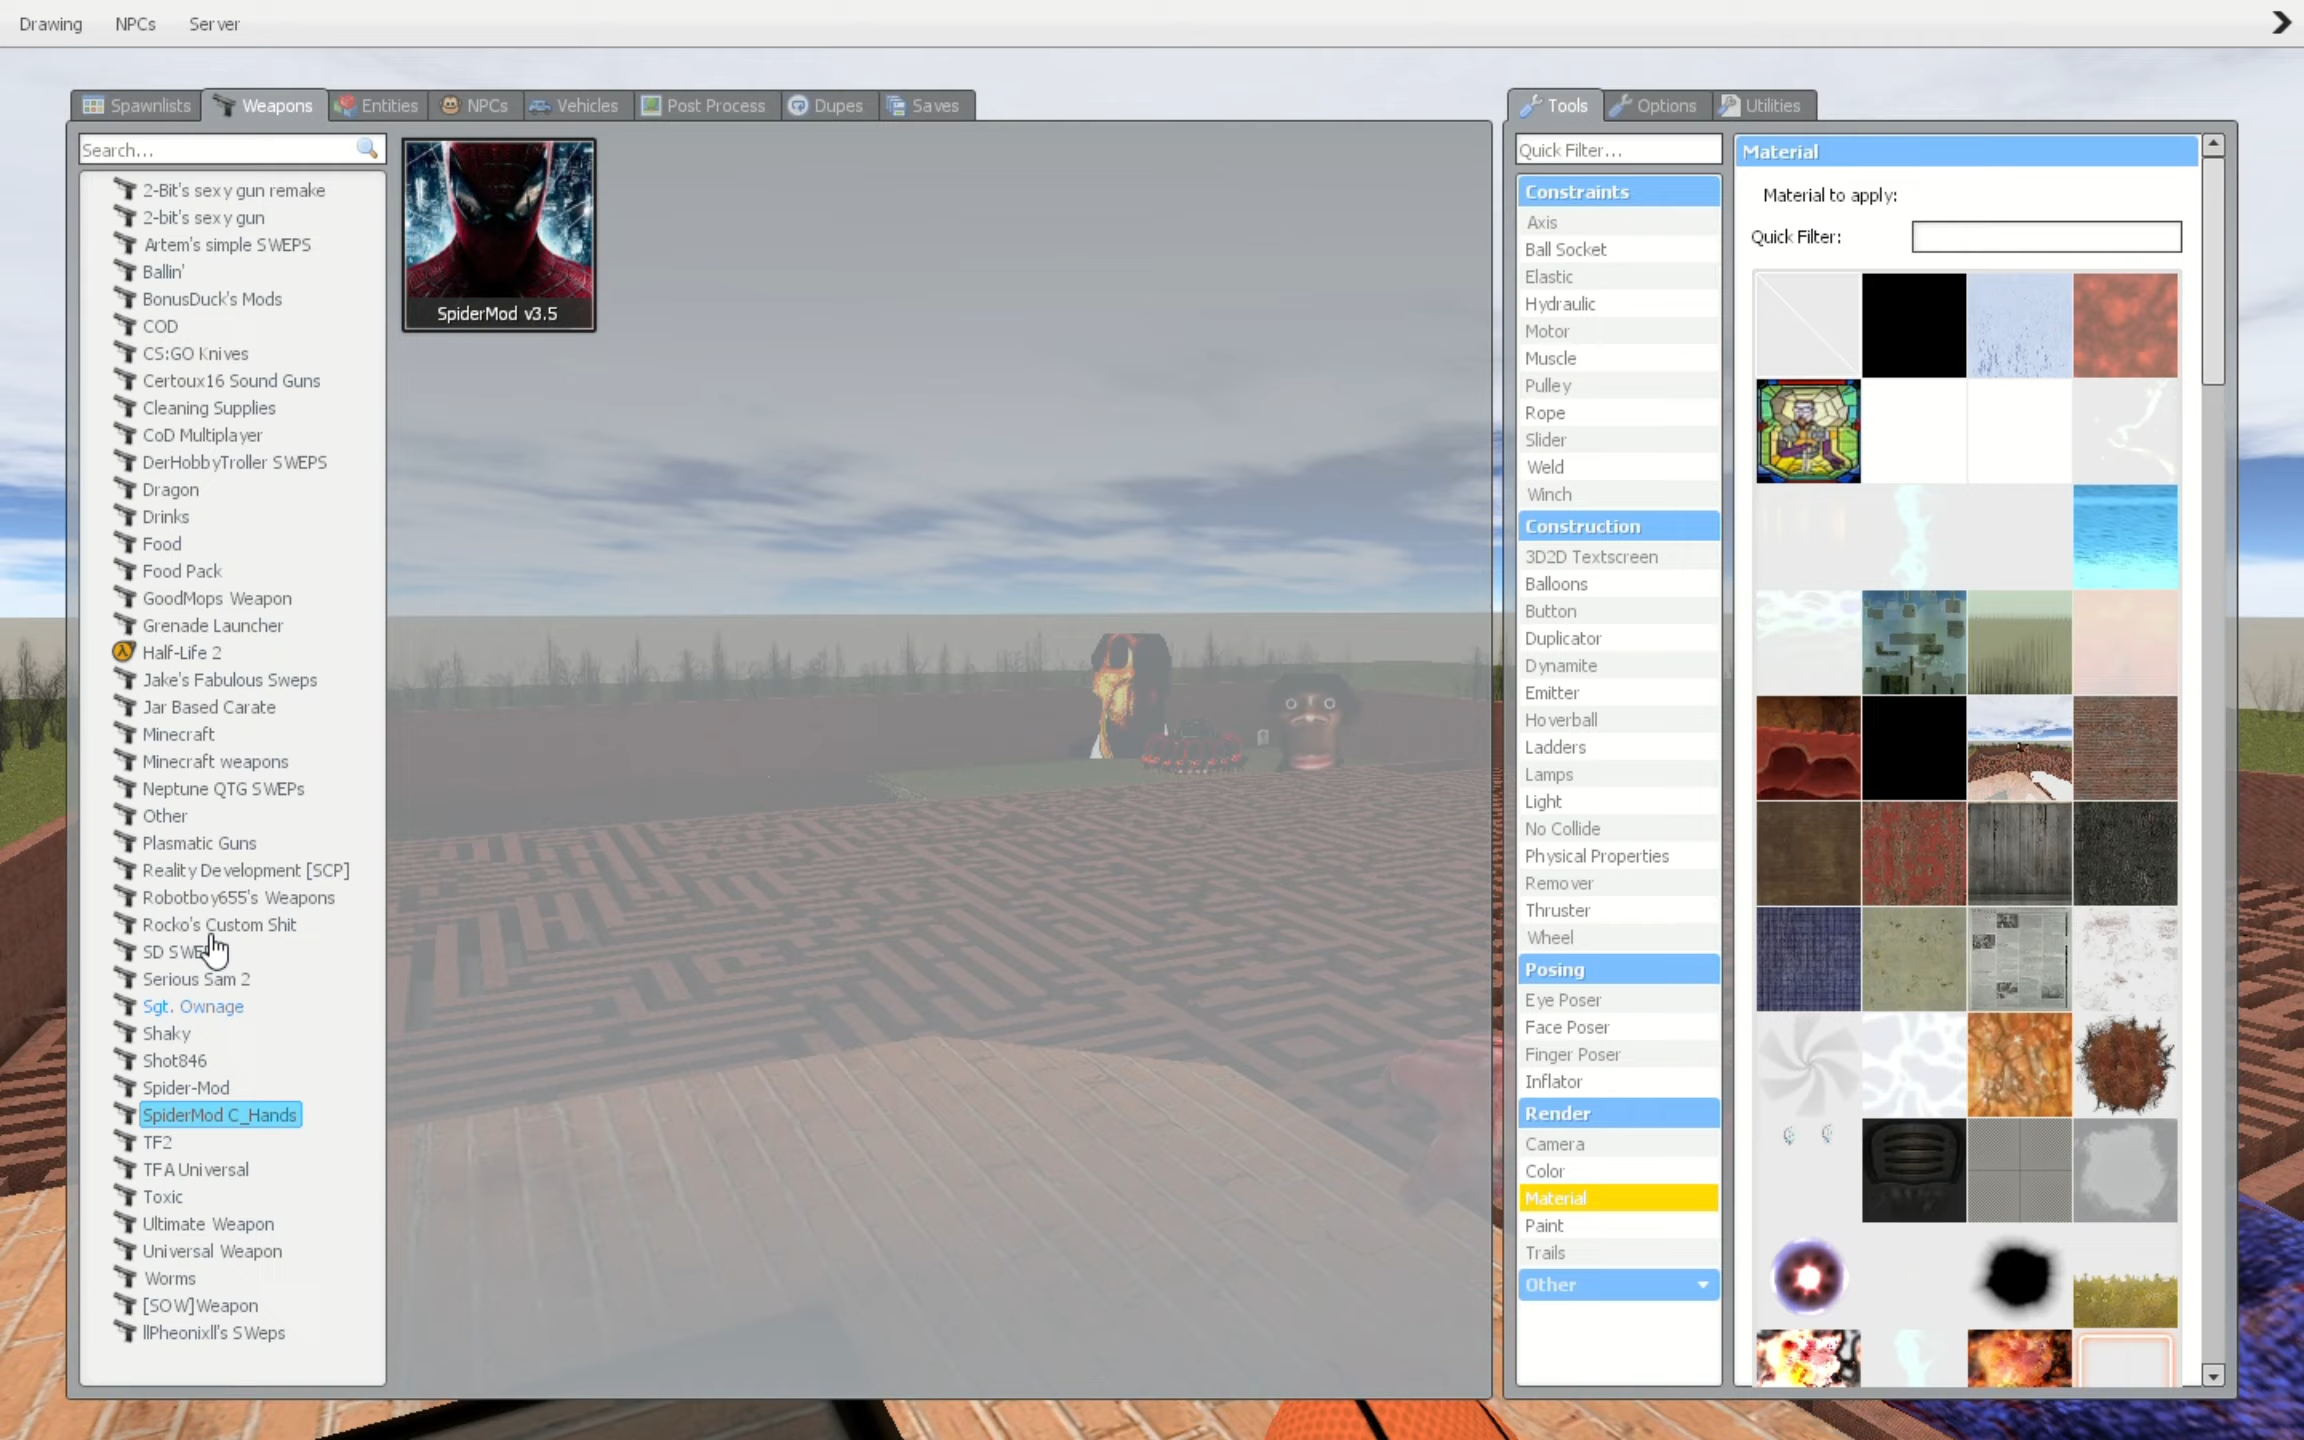 Drawing NPCs Server
Spawnlists Weapons Entities NPCs Vehicles Post Process Dupes Saves
Search...
2-Bit's sexy gun remake
2-bit's sexy gun
Artem's simple SWEPS
Ballin'
BonusDuck's Mods
COD
CS:GO Knives
Certoux16 Sound Guns
Cleaning Supplies
CoD Multiplayer
DerHobbyTroller SWEPS
Dragon
Drinks
Food
Food Pack
GoodMops Weapon
Grenade Launcher
Half-Life 2
Jake's Fabulous Sweps
Jar Based Carate
Minecraft
Minecraft weapons
Neptune QTG SWEPs
Other
Plasmatic Guns
Reality Development [SCP]
Robotboy655's Weapons
Rocko's Custom Shit
SD
Serious Sam 2
Sgt. Ownage
Shaky
Shot846
Spider-Mod
SpiderMod C_Hands
TF2
TFA Universal
Toxic
Ultimate Weapon
Universal Weapon
Worms
[SOW]Weapon
llPheonixll's SWeps
SpiderMod v3.5
Tools Options Utilities
Quick Filter...
Constraints
Axis
Ball Socket
Elastic
Hydraulic
Motor
Muscle
Pulley
Rope
Slider
Weld
Winch
Construction
3D2D Textscreen
Balloons
Button
Duplicator
Dynamite
Emitter
Hoverball
Ladders
Lamps
Light
No Collide
Physical Properties
Remover
Thruster
Wheel
Posing
Eye Poser
Face Poser
Finger Poser
Inflator
Render
Camera
Color
Material
Paint
Trails
Other
Material
Material to apply:
Quick Filter: